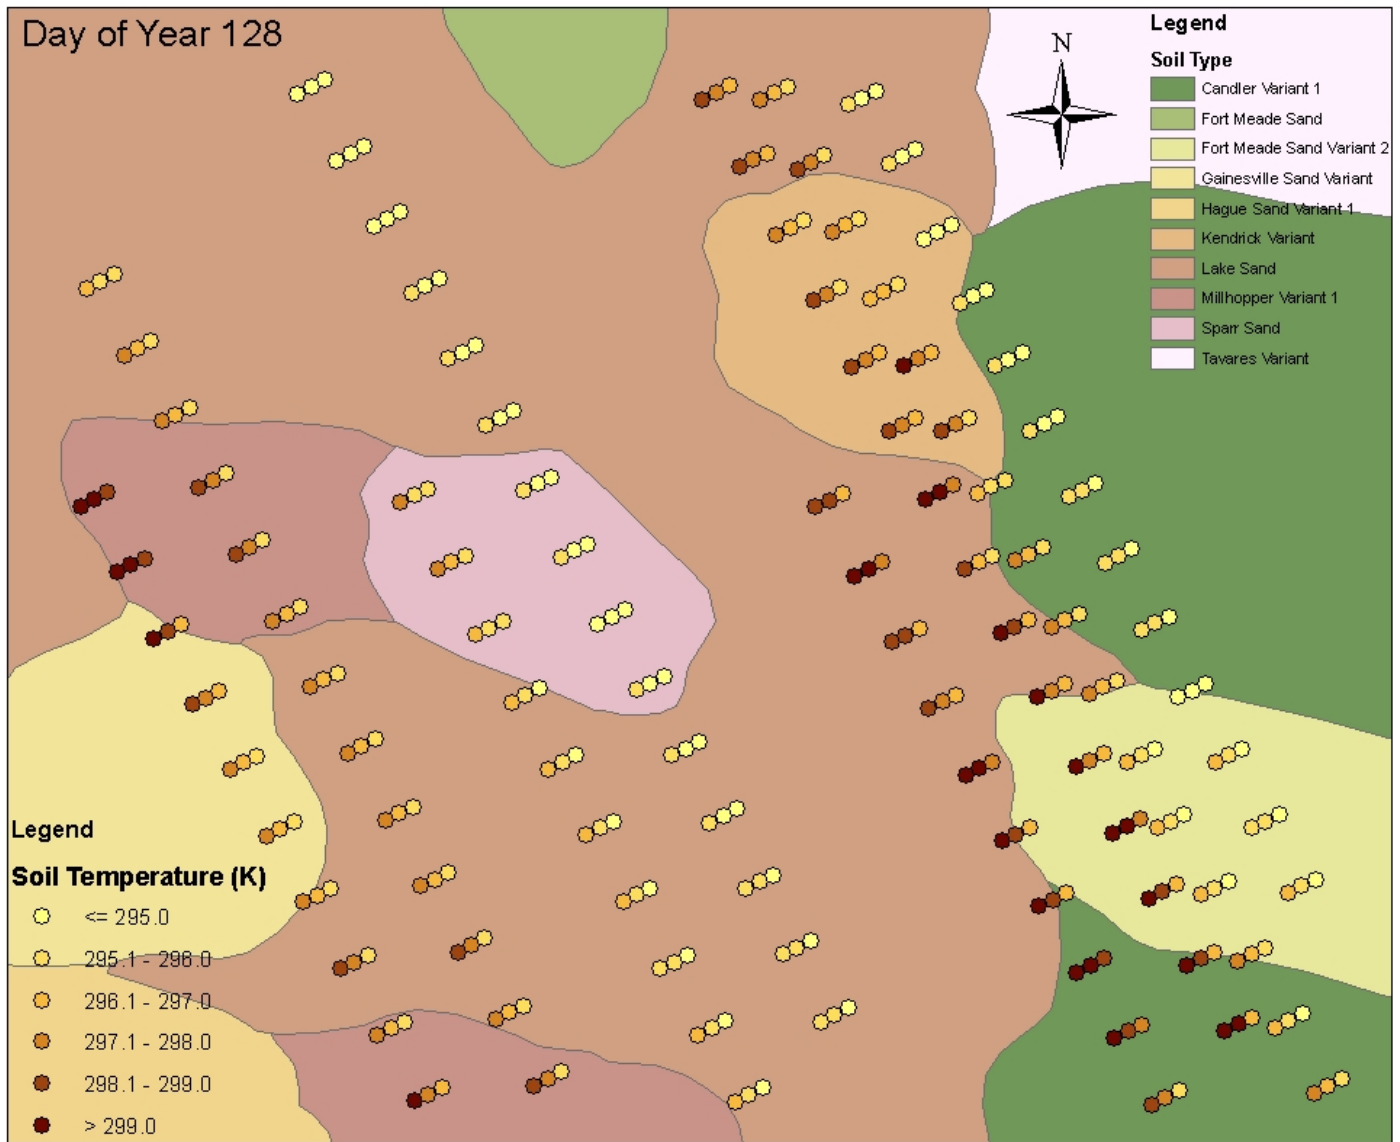 Day of Year 128
N
Legend
Soil Type
Candler Variant 1
Fort Meade Sand
Fort Meade Sand Variant 2
Gainesville Sand Variant
Hague Sand Variant 1
Kendrick Variant
Lake Sand
Millhopper Variant 1
Sparr Sand
Tavares Variant
Legend
Soil Temperature (K)
<= 295.0
295.1 - 296.0
296.1 - 297.0
297.1 - 298.0
298.1 - 299.0
> 299.0